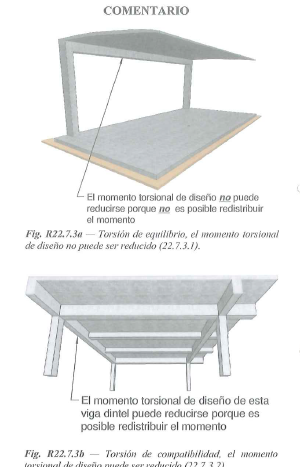 COMENTARIO
El momento torsional de diseño no puede
reducirse porque no es posible redistribuir
el momento
Fig. R22.7.3a — Torsión de equilibrio, el momento torsional
de diseño no puede ser reducido (22.7.3.1).
El momento torsional de diseño de esta
viga dintel puede reducirse porque es
posible redistribuir el momento
Fig. R22.7.3b — Torsión de compatibilidad, el momento
torsional de diseño puede ser reducido (22.7.3.2).